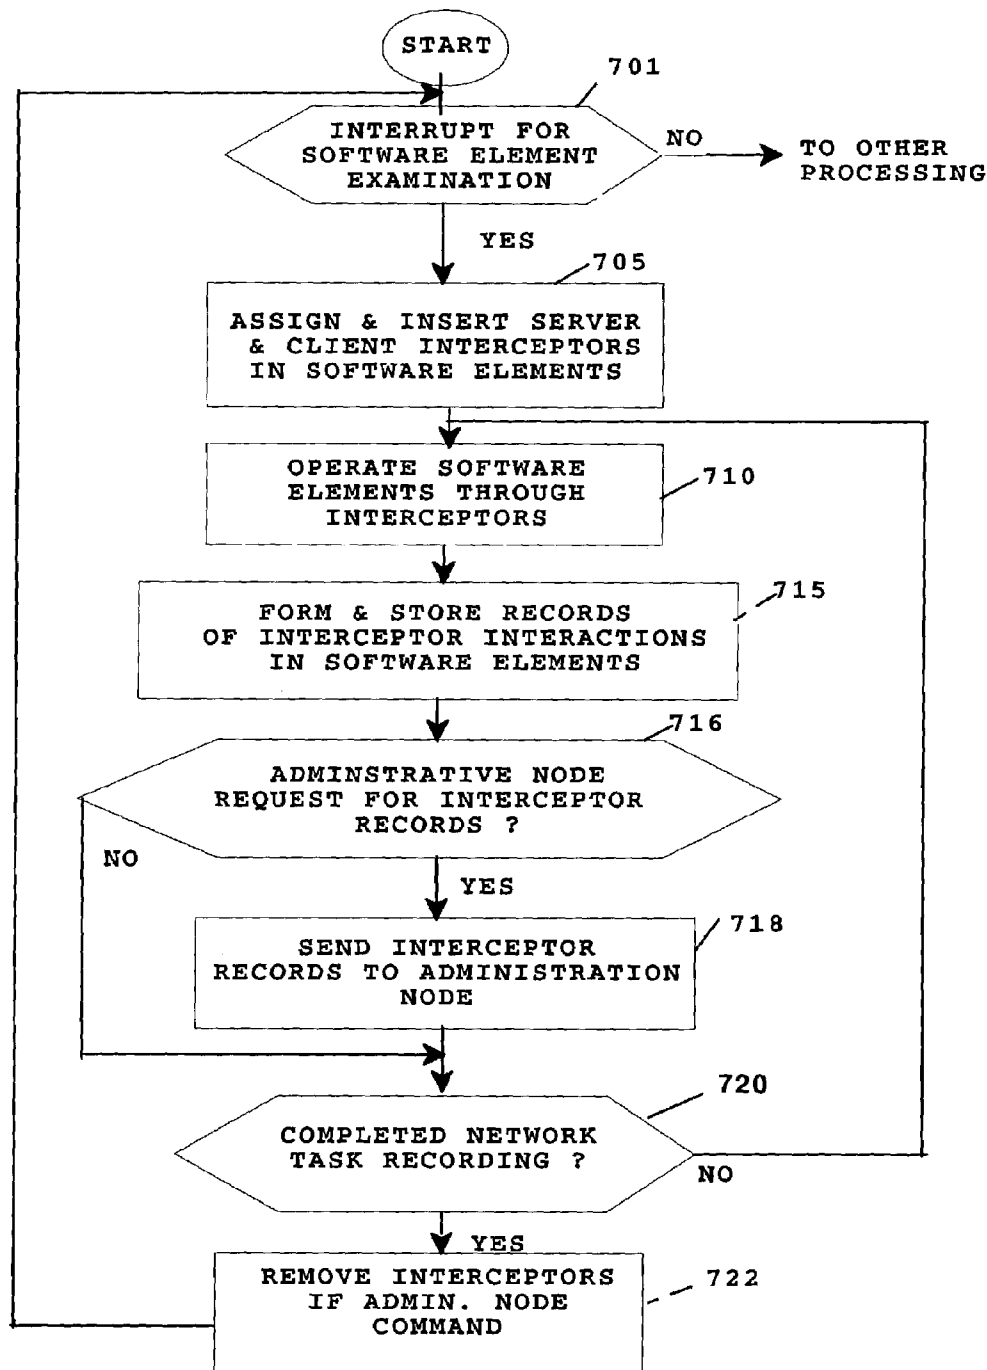 START
701
INTERRUPT FOR
SOFTWARE ELEMENT
EXAMINATION
NO
TO OTHER
PROCESSING
YES
705
ASSIGN & INSERT SERVER
& CLIENT INTERCEPTORS
IN SOFTWARE ELEMENTS
OPERATE SOFTWARE
ELEMENTS THROUGH
INTERCEPTORS
710
FORM & STORE RECORDS
OF INTERCEPTOR INTERACTIONS
IN SOFTWARE ELEMENTS
715
716
ADMINSTRATIVE NODE
REQUEST FOR INTERCEPTOR
RECORDS ?
NO
YES
718
SEND INTERCEPTOR
RECORDS TO ADMINISTRATION
NODE
720
COMPLETED NETWORK
TASK RECORDING ?
NO
YES
REMOVE INTERCEPTORS
IF ADMIN. NODE
COMMAND
722